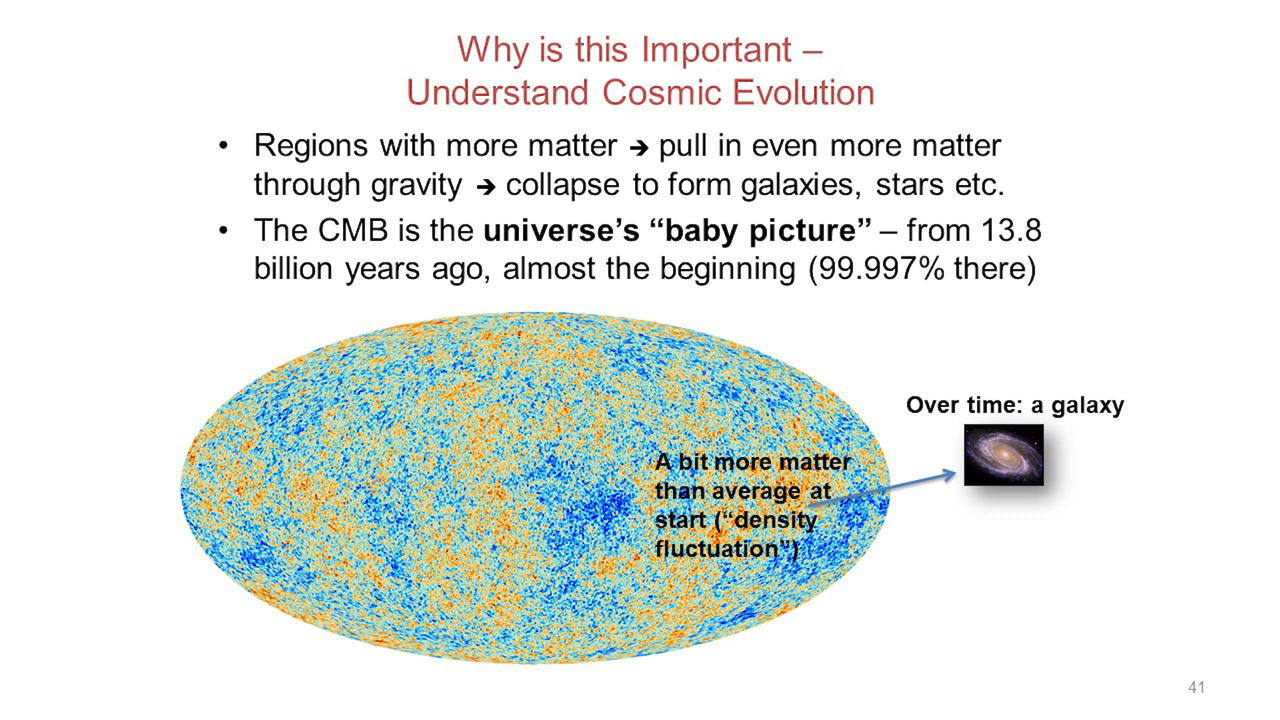 Why is this Important –
Understand Cosmic Evolution
• Regions with more matter ➔ pull in even more matter
through gravity ➔ collapse to form galaxies, stars etc.
• The CMB is the universe’s “baby picture” – from 13.8
billion years ago, almost the beginning (99.997% there)
Over time: a galaxy
A bit more matter
than average at
start (“density
fluctuation”)
41